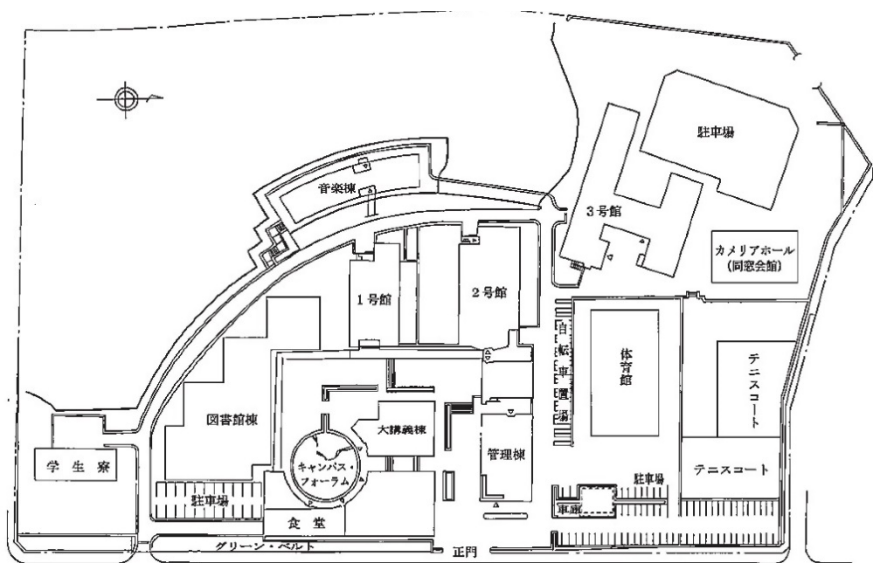 駐車場
音楽棟
3号館
カメリアホール
(同窓会館)
1号館
2号館
自転車置場
体育館
テニスコート
図書館棟
大講義棟
管理棟
キャンパス・
フォーラム
学生寮
テニスコート
駐車場
駐車場
車庫
食堂
グリーン・ベルト
正門